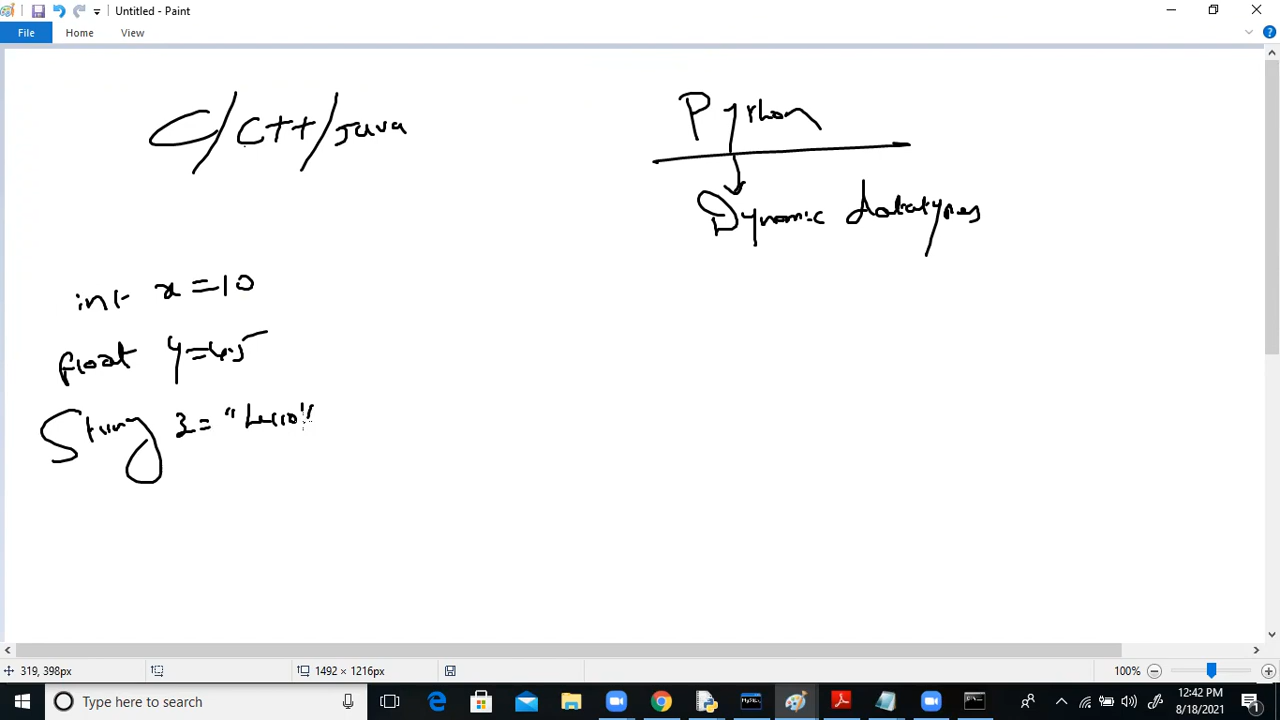 Untitled - Paint
File Home View
C/C++/Java
Python
Dynamic datatypes
int x=10
float y=4.5
String z= "hello"
319, 398px
1492 × 1216px
100%
Type here to search
12:42 PM
8/18/2021
1